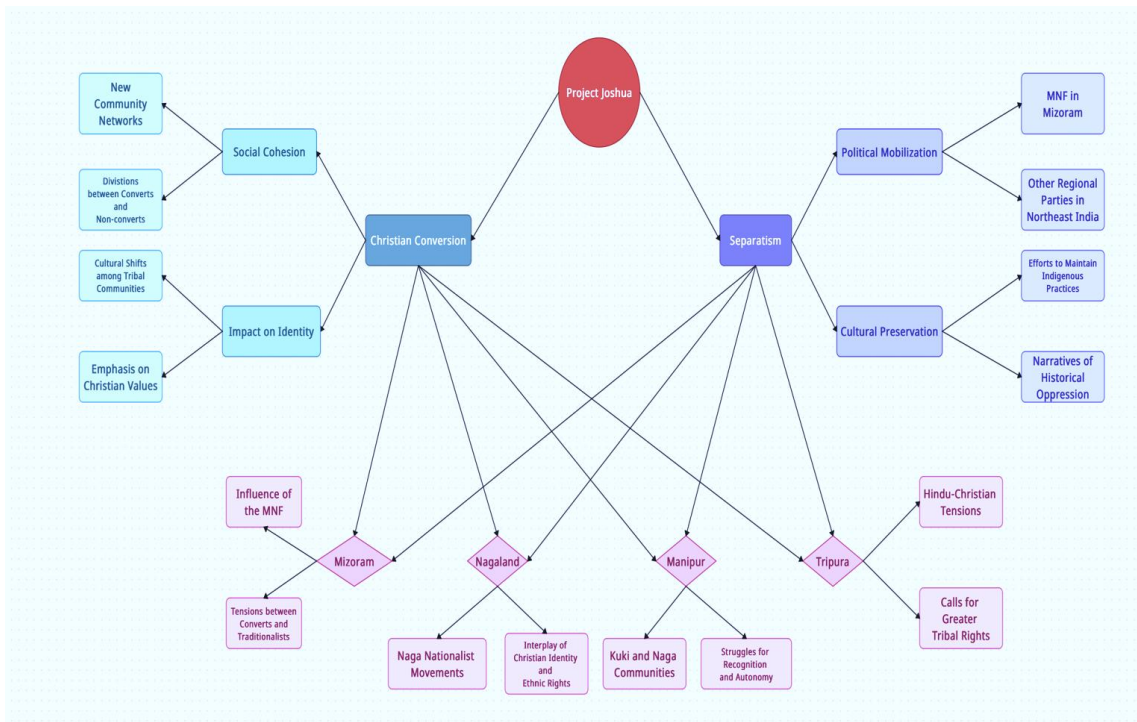 Project Joshua
New
Community
Networks
Social Cohesion
Divistions
between Converts
and
Non-converts
Christian Conversion
Cultural Shifts
among Tribal
Communities
Impact on Identity
Emphasis on
Christian Values
MNF in
Mizoram
Political Mobilization
Other Regional
Parties in
Northeast India
Separatism
Efforts to Maintain
Indigenous
Practices
Cultural Preservation
Narratives of
Historical
Oppression
Influence of
the MNF
Mizoram
Tensions between
Converts and
Traditionalists
Nagaland
Naga Nationalist
Movements
Interplay of
Christian Identity
and
Ethnic Rights
Manipur
Kuki and Naga
Communities
Struggles for
Recognition
and Autonomy
Tripura
Hindu-Christian
Tensions
Calls for
Greater
Tribal Rights